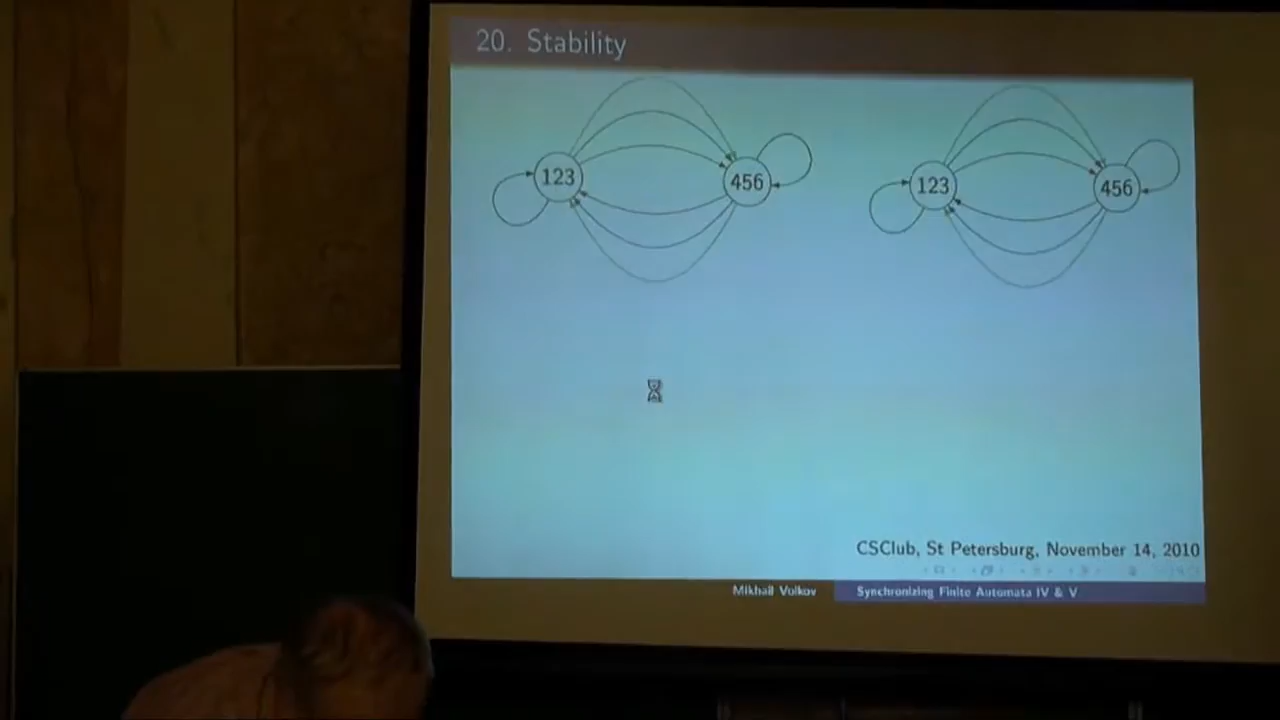 20. Stability
123
456
123
456
CSClub, St Petersburg, November 14, 2010
Mikhail Volkov
Synchronizing Finite Automata IV & V